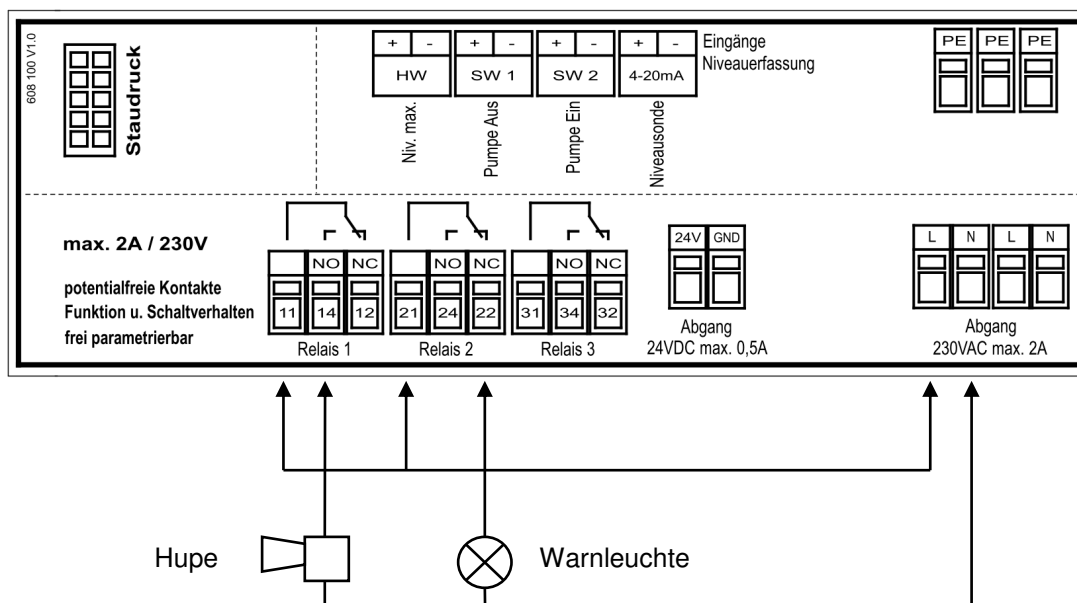 608 100 V1.0
Staudruck
+ - + - + - + -
HW SW 1 SW 2 4-20mA
Eingänge
Niveauerfassung
Niv. max.
Pumpe Aus
Pumpe Ein
Niveausonde
PE PE PE
max. 2A / 230V
potentialfreie Kontakte
Funktion u. Schaltverhalten
frei parametrierbar
NO NC NO NC NO NC
11 14 12 21 24 22 31 34 32
Relais 1 Relais 2 Relais 3
24V GND
Abgang
24VDC max. 0,5A
L N L N
Abgang
230VAC max. 2A
Hupe
Warnleuchte